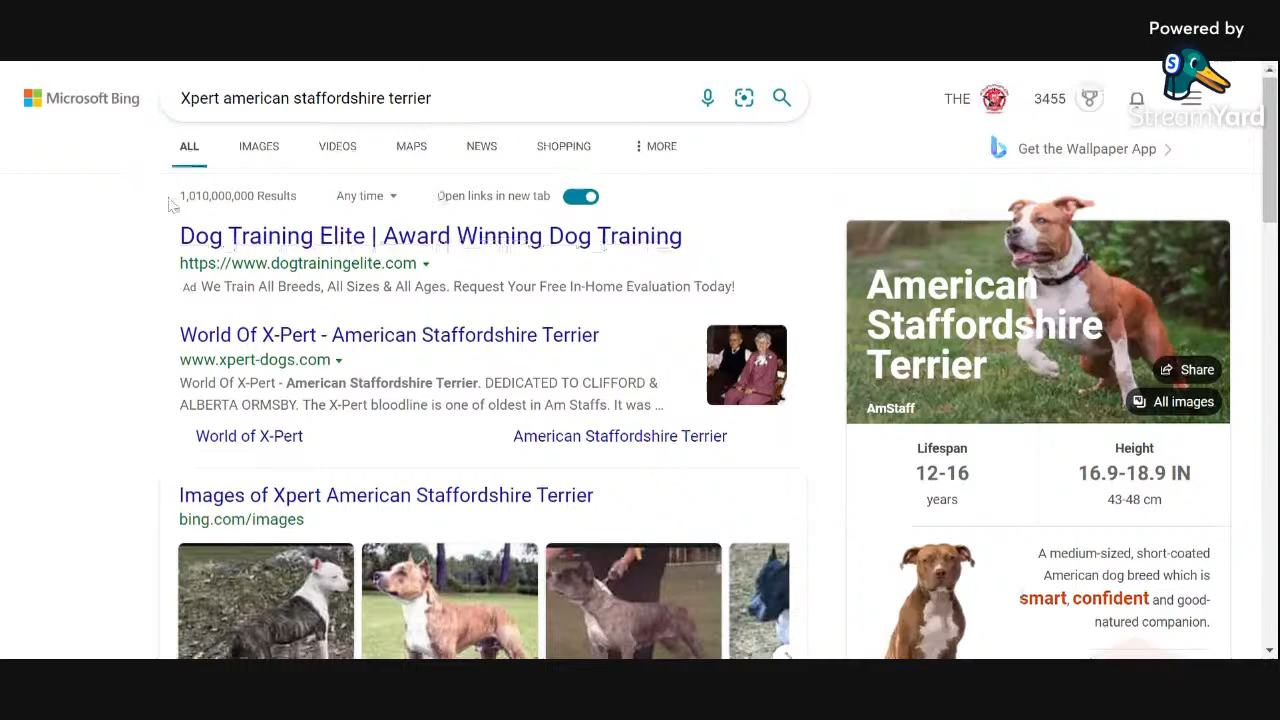 Powered by
S
StreamYard
Microsoft Bing
Xpert american staffordshire terrier
THE
3455
ALL
IMAGES
VIDEOS
MAPS
NEWS
SHOPPING
MORE
Get the Wallpaper App
1,010,000,000 Results
Any time
Open links in new tab
Dog Training Elite | Award Winning Dog Training
https://www.dogtrainingelite.com
Ad We Train All Breeds, All Sizes & All Ages. Request Your Free In-Home Evaluation Today!
World Of X-Pert - American Staffordshire Terrier
www.xpert-dogs.com
World Of X-Pert - American Staffordshire Terrier. DEDICATED TO CLIFFORD &
ALBERTA ORMSBY. The X-Pert bloodline is one of oldest in Am Staffs. It was ...
World of X-Pert
American Staffordshire Terrier
Images of Xpert American Staffordshire Terrier
bing.com/images
American
Staffordshire
Terrier
Share
All images
AmStaff
Lifespan
12-16
years
Height
16.9-18.9 IN
43-48 cm
A medium-sized, short-coated
American dog breed which is
smart, confident and good-
natured companion.